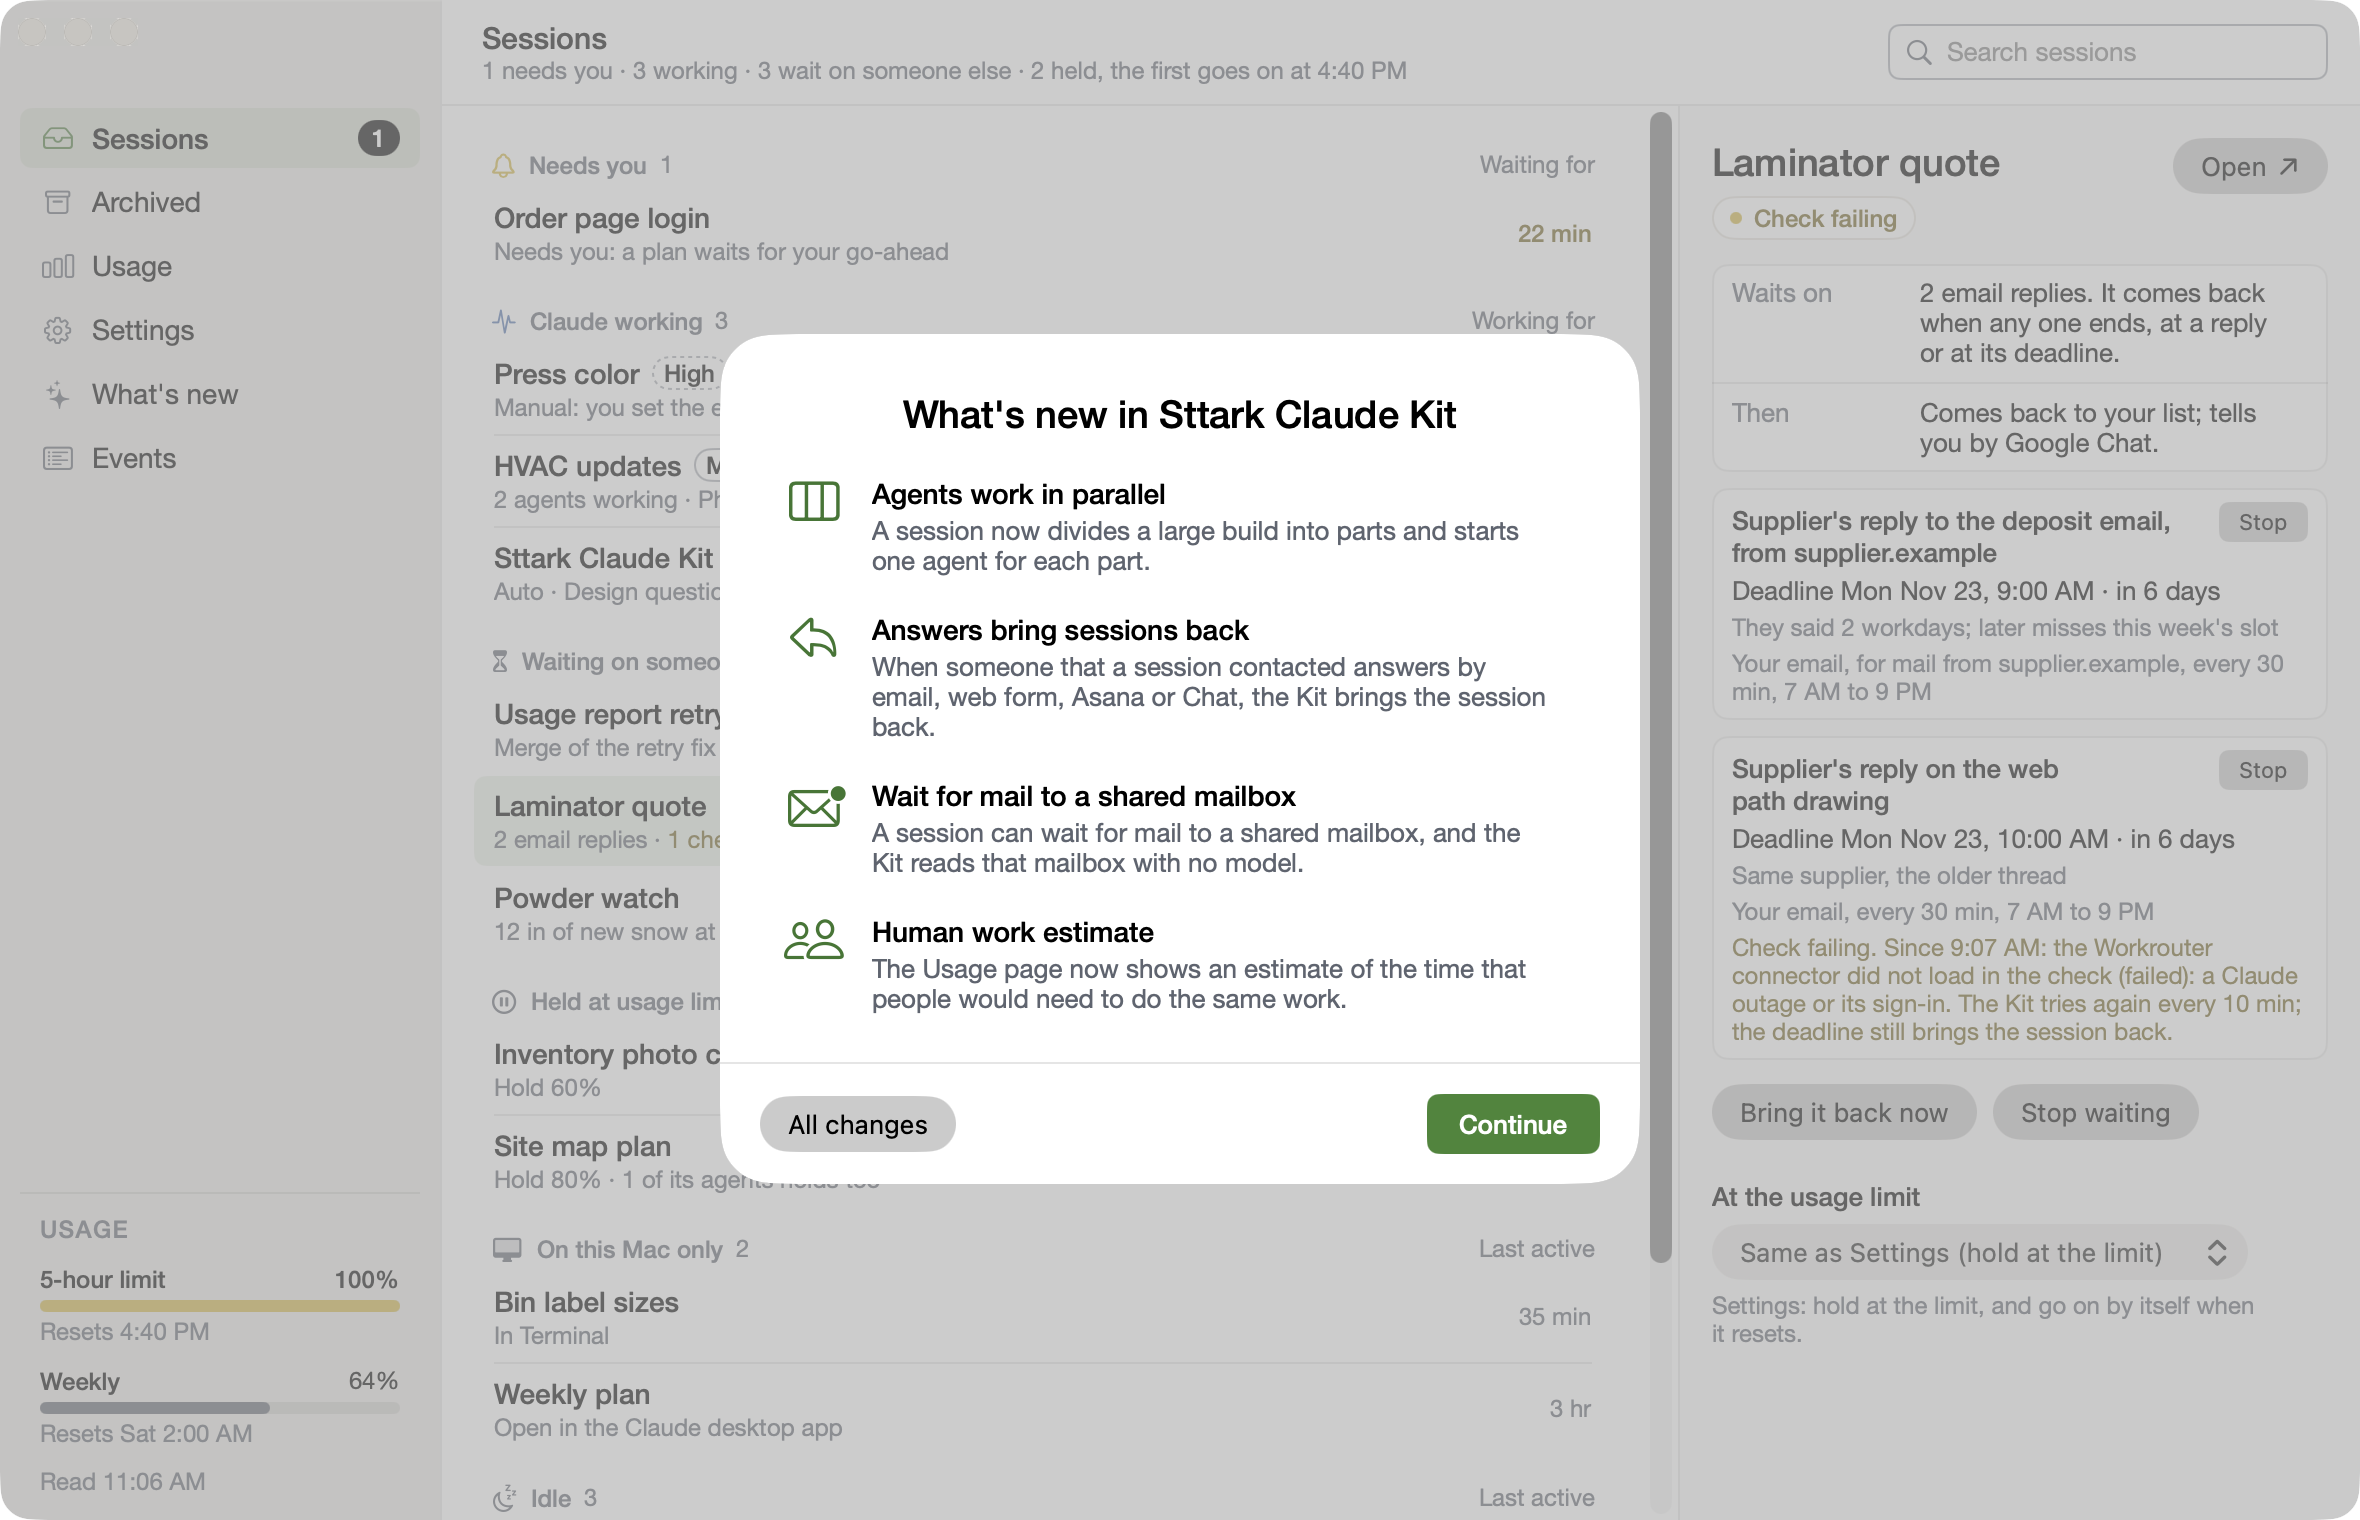 Sessions
1 needs you · 3 working · 3 wait on someone else · 2 held, the first goes on at 4:40 PM
Search sessions
Sessions
1
Archived
Usage
Settings
What's new
Events
USAGE
5-hour limit 100%
Resets 4:40 PM
Weekly 64%
Resets Sat 2:00 AM
Read 11:06 AM
Needs you 1 Waiting for
Order page login
22 min
Needs you: a plan waits for your go-ahead
Claude working 3 Working for
Press color High
Manual: you set the
HVAC updates
2 agents working ·
Sttark Claude Kit
Auto · Design
Waiting on
Usage report
Merge of the retry fix
Laminator quote
2 email replies · 1
Powder watch
12 in of new snow at
Held at usage
Inventory photo
Hold 60%
Site map plan
Hold 80% · 1 of its
On this Mac only 2 Last active
Bin label sizes
35 min
In Terminal
Weekly plan
3 hr
Open in the Claude desktop app
Idle 3 Last active
What's new in Sttark Claude Kit
Agents work in parallel
A session now divides a large build into parts and starts
one agent for each part.
Answers bring sessions back
When someone that a session contacted answers by
email, web form, Asana or Chat, the Kit brings the session
back.
Wait for mail to a shared mailbox
A session can wait for mail to a shared mailbox, and the
Kit reads that mailbox with no model.
Human work estimate
The Usage page now shows an estimate of the time that
people would need to do the same work.
All changes
Continue
Laminator quote
Open
Check failing
Waits on
2 email replies. It comes back
when any one ends, at a reply
or at its deadline.
Then
Comes back to your list; tells
you by Google Chat.
Supplier's reply to the deposit email,
from supplier.example
Stop
Deadline Mon Nov 23, 9:00 AM · in 6 days
They said 2 workdays; later misses this week's slot
Your email, for mail from supplier.example, every 30
min, 7 AM to 9 PM
Supplier's reply on the web
path drawing
Stop
Deadline Mon Nov 23, 10:00 AM · in 6 days
Same supplier, the older thread
Your email, every 30 min, 7 AM to 9 PM
Check failing. Since 9:07 AM: the Workrouter
connector did not load in the check (failed): a Claude
outage or its sign-in. The Kit tries again every 10 min;
the deadline still brings the session back.
Bring it back now
Stop waiting
At the usage limit
Same as Settings (hold at the limit)
Settings: hold at the limit, and go on by itself when
it resets.